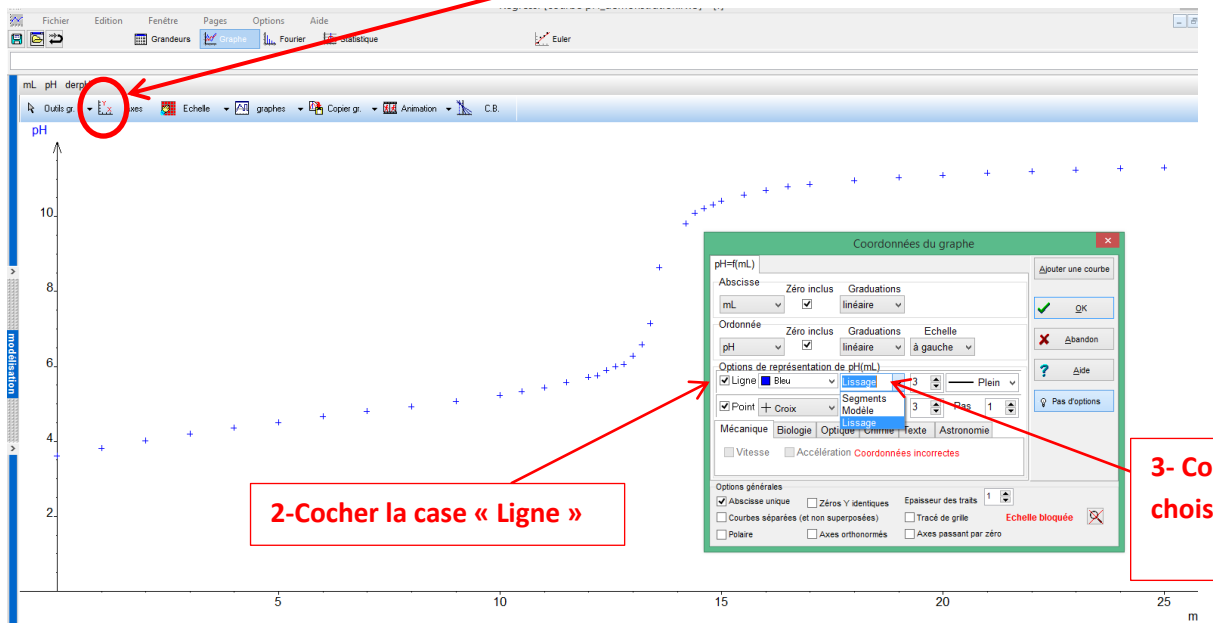 Fichier Edition Fenêtre Pages Options Aide
Grandeurs Graphe Fourier Statistique Euler
mL pH
Outils gr. Echelle graphes Copier gr. Animation C.B.
pH
10
8
6
4
2
5 10 15 20 25
m
modélisation
Coordonnées du graphe
pH=f(mL)
Ajouter une courbe
Abscisse
Zéro inclus Graduations
mL linéaire
OK
Ordonnée
Zéro inclus Graduations Echelle
pH linéaire à gauche
Abandon
Options de représentation de pH(mL)
Aide
Ligne Bleu Lissage 3 Plein
Segments
Modèle
Lissage
Point Croix 3 Pas 1
Pas d'options
Mécanique Biologie Optique Chimie Texte Astronomie
Vitesse Accélération Coordonnées incorrectes
Options générales
Abscisse unique Zéros Y identiques Epaisseur des traits 1
Courbes séparées (et non superposées) Tracé de grille Echelle bloquée
Polaire Axes orthonormés Axes passant par zéro
2-Cocher la case « Ligne »
3- Co
chois